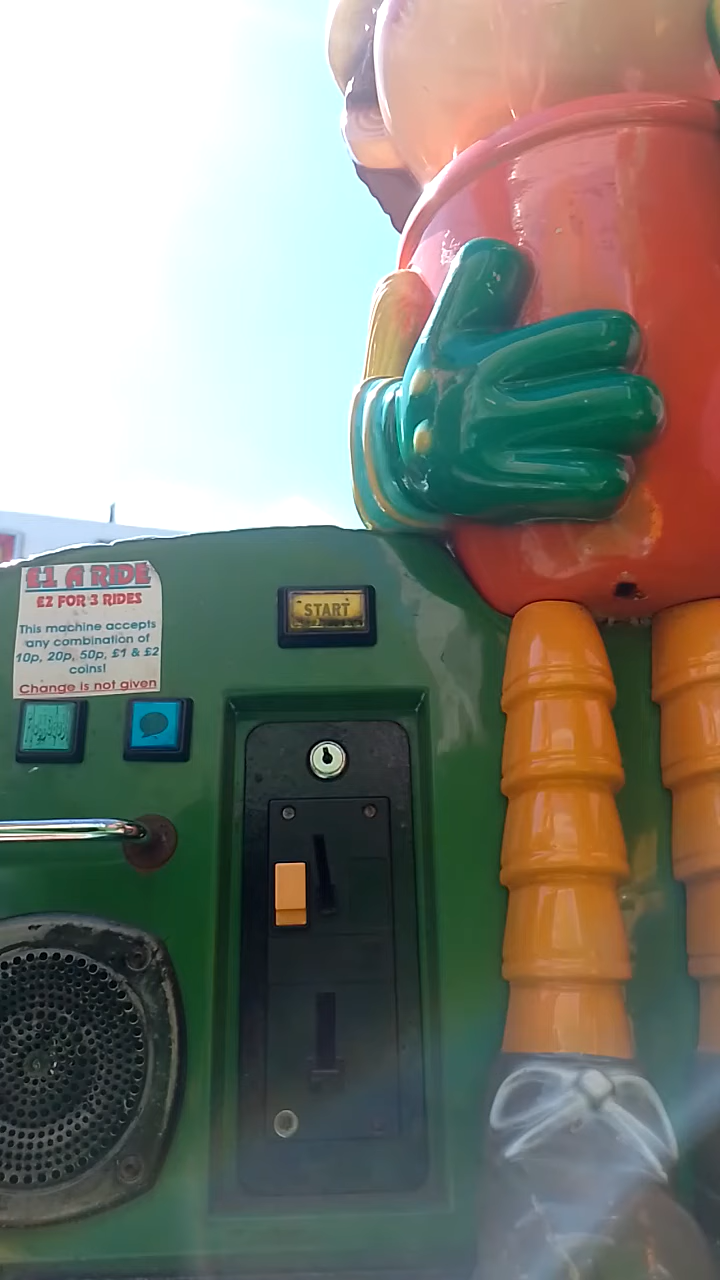 £1 A RIDE
£2 FOR 3 RIDES
This machine accepts
any combination of
10p, 20p, 50p, £1 & £2
coins!
Change is not given
START